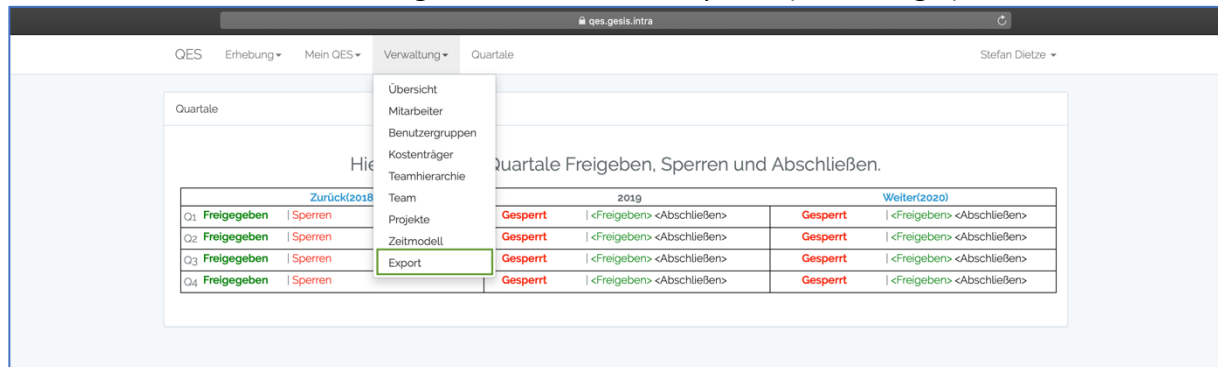 qes.gesis.intra
QES Erhebung Mein QES Verwaltung Quartale Stefan Dietze
Übersicht
Mitarbeiter
Benutzergruppen
Kostenträger
Teamhierarchie
Team
Projekte
Zeitmodell
Export
Quartale
Hie Quartale Freigeben, Sperren und Abschließen.
Zurück(2018 2019 Weiter(2020)
Q1 Freigegeben | Sperren Gesperrt | <Freigeben> <Abschließen> Gesperrt | <Freigeben> <Abschließen>
Q2 Freigegeben | Sperren Gesperrt | <Freigeben> <Abschließen> Gesperrt | <Freigeben> <Abschließen>
Q3 Freigegeben | Sperren Gesperrt | <Freigeben> <Abschließen> Gesperrt | <Freigeben> <Abschließen>
Q4 Freigegeben | Sperren Gesperrt | <Freigeben> <Abschließen> Gesperrt | <Freigeben> <Abschließen>